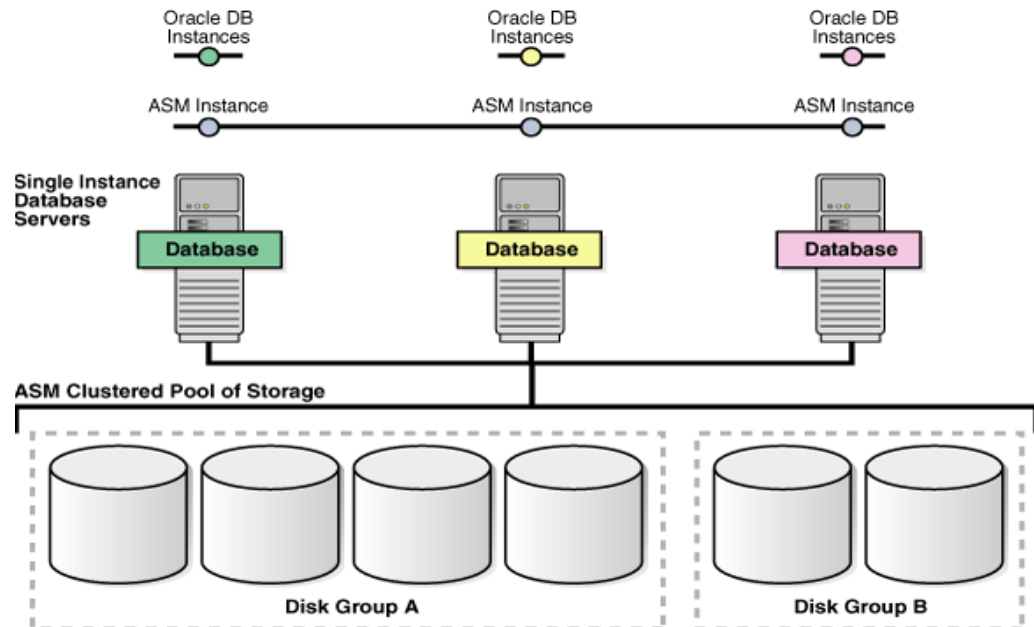 Oracle DB
Instances
Oracle DB
Instances
Oracle DB
Instances
ASM Instance
ASM Instance
ASM Instance
Single Instance
Database
Servers
Database
Database
Database
ASM Clustered Pool of Storage
Disk Group A
Disk Group B